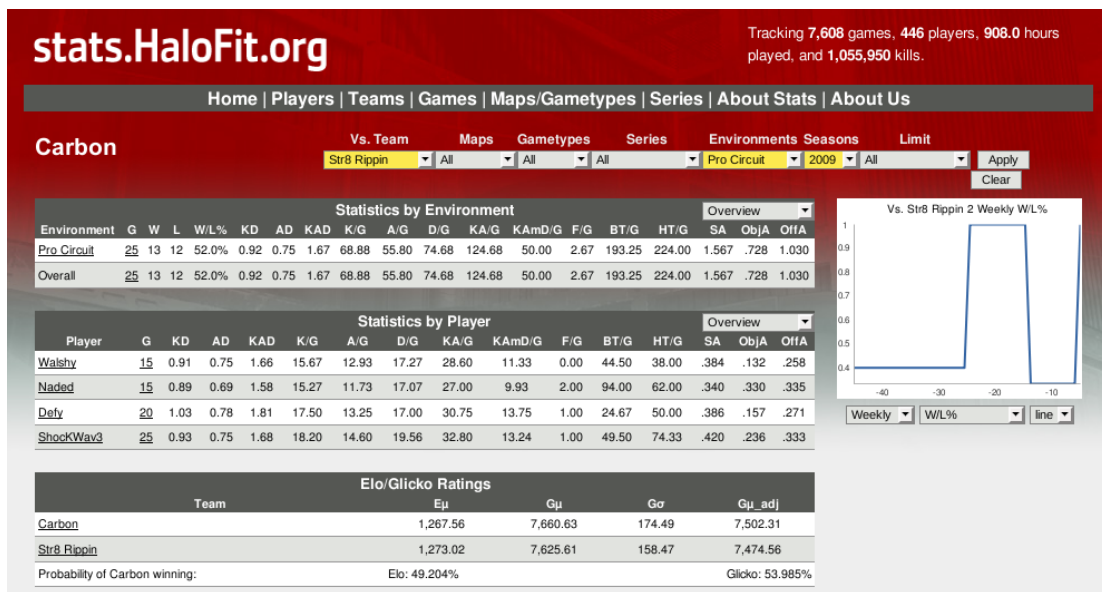 stats.HaloFit.org
Tracking 7,608 games, 446 players, 908.0 hours
played, and 1,055,950 kills.
Home | Players | Teams | Games | Maps/Gametypes | Series | About Stats | About Us
Carbon
Vs. Team Maps Gametypes Series Environments Seasons Limit
Str8 Rippin All All All Pro Circuit 2009 All Apply
Clear
Statistics by Environment Overview
Environment G W L W/L% KD AD KAD K/G A/G D/G KA/G KAmD/G F/G BT/G HT/G SA ObjA OffA
Pro Circuit 25 13 12 52.0% 0.92 0.75 1.67 68.88 55.80 74.68 124.68 50.00 2.67 193.25 224.00 1.567 .728 1.030
Overall 25 13 12 52.0% 0.92 0.75 1.67 68.88 55.80 74.68 124.68 50.00 2.67 193.25 224.00 1.567 .728 1.030
Statistics by Player Overview
Player G KD AD KAD K/G A/G D/G KA/G KAmD/G F/G BT/G HT/G SA ObjA OffA
Walshy 15 0.91 0.75 1.66 15.67 12.93 17.27 28.60 11.33 0.00 44.50 38.00 .384 .132 .258
Naded 15 0.89 0.69 1.58 15.27 11.73 17.07 27.00 9.93 2.00 94.00 62.00 .340 .330 .335
Defy 20 1.03 0.78 1.81 17.50 13.25 17.00 30.75 13.75 1.00 24.67 50.00 .386 .157 .271
ShocKWav3 25 0.93 0.75 1.68 18.20 14.60 19.56 32.80 13.24 1.00 49.50 74.33 .420 .236 .333
Elo/Glicko Ratings
Team Eμ Gμ Gσ Gμ_adj
Carbon 1,267.56 7,660.63 174.49 7,502.31
Str8 Rippin 1,273.02 7,625.61 158.47 7,474.56
Probability of Carbon winning: Elo: 49.204% Glicko: 53.985%
Vs. Str8 Rippin 2 Weekly W/L%
1
0.9
0.8
0.7
0.6
0.5
0.4
-40 -30 -20 -10
Weekly W/L% line